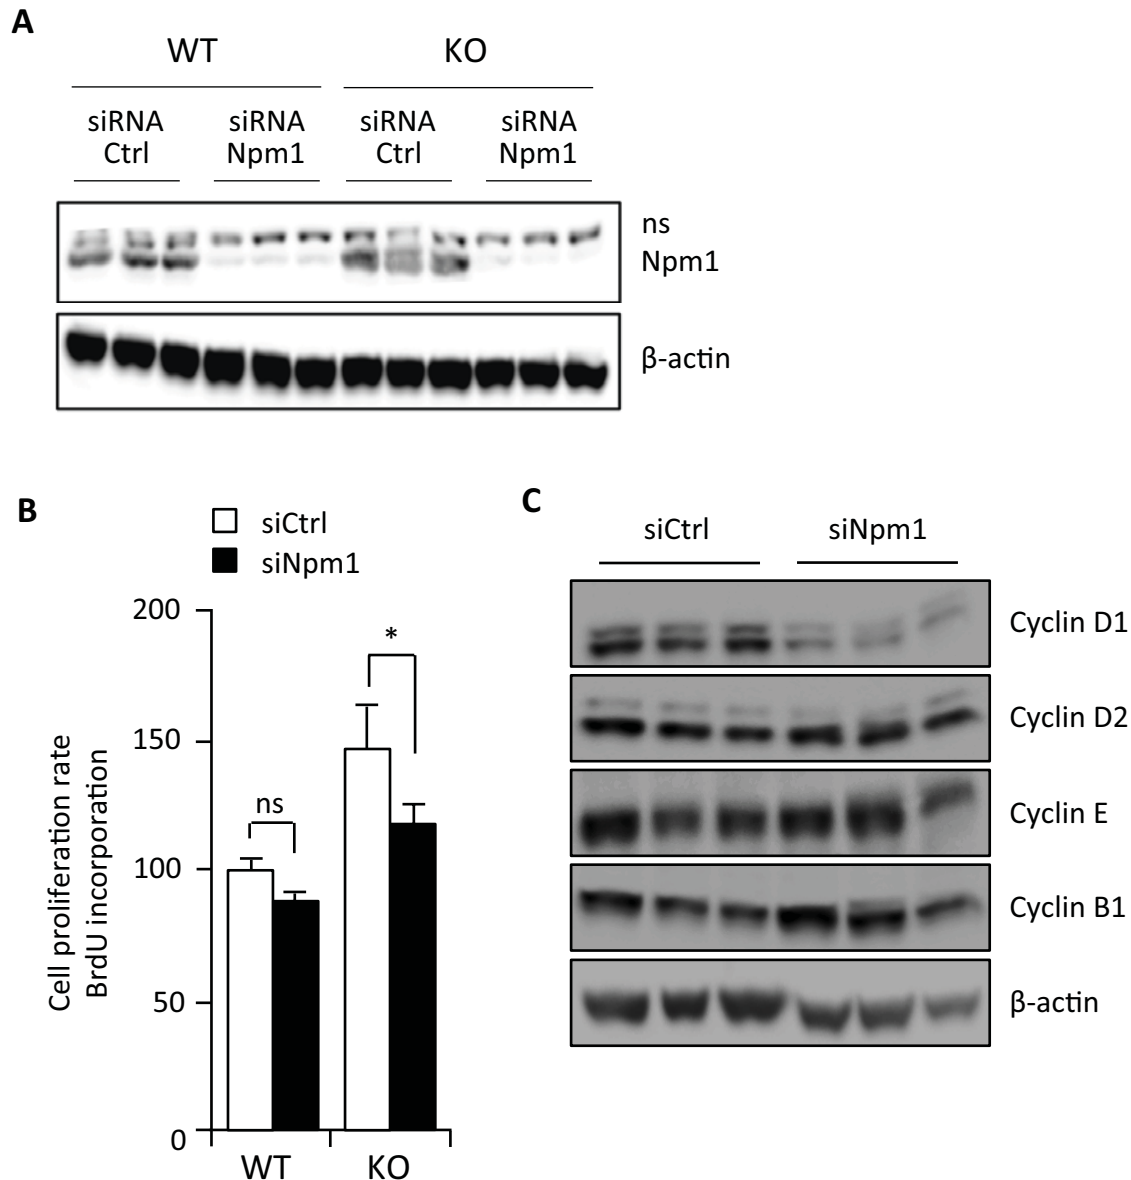 A
WT
KO
siRNA
Ctrl
siRNA
Npm1
siRNA
Ctrl
siRNA
Npm1
ns
Npm1
β-actin
B
siCtrl
siNpm1
Cell proliferation rate
BrdU incorporation
200
150
100
50
0
ns
*
WT
KO
C
siCtrl
siNpm1
Cyclin D1
Cyclin D2
Cyclin E
Cyclin B1
β-actin